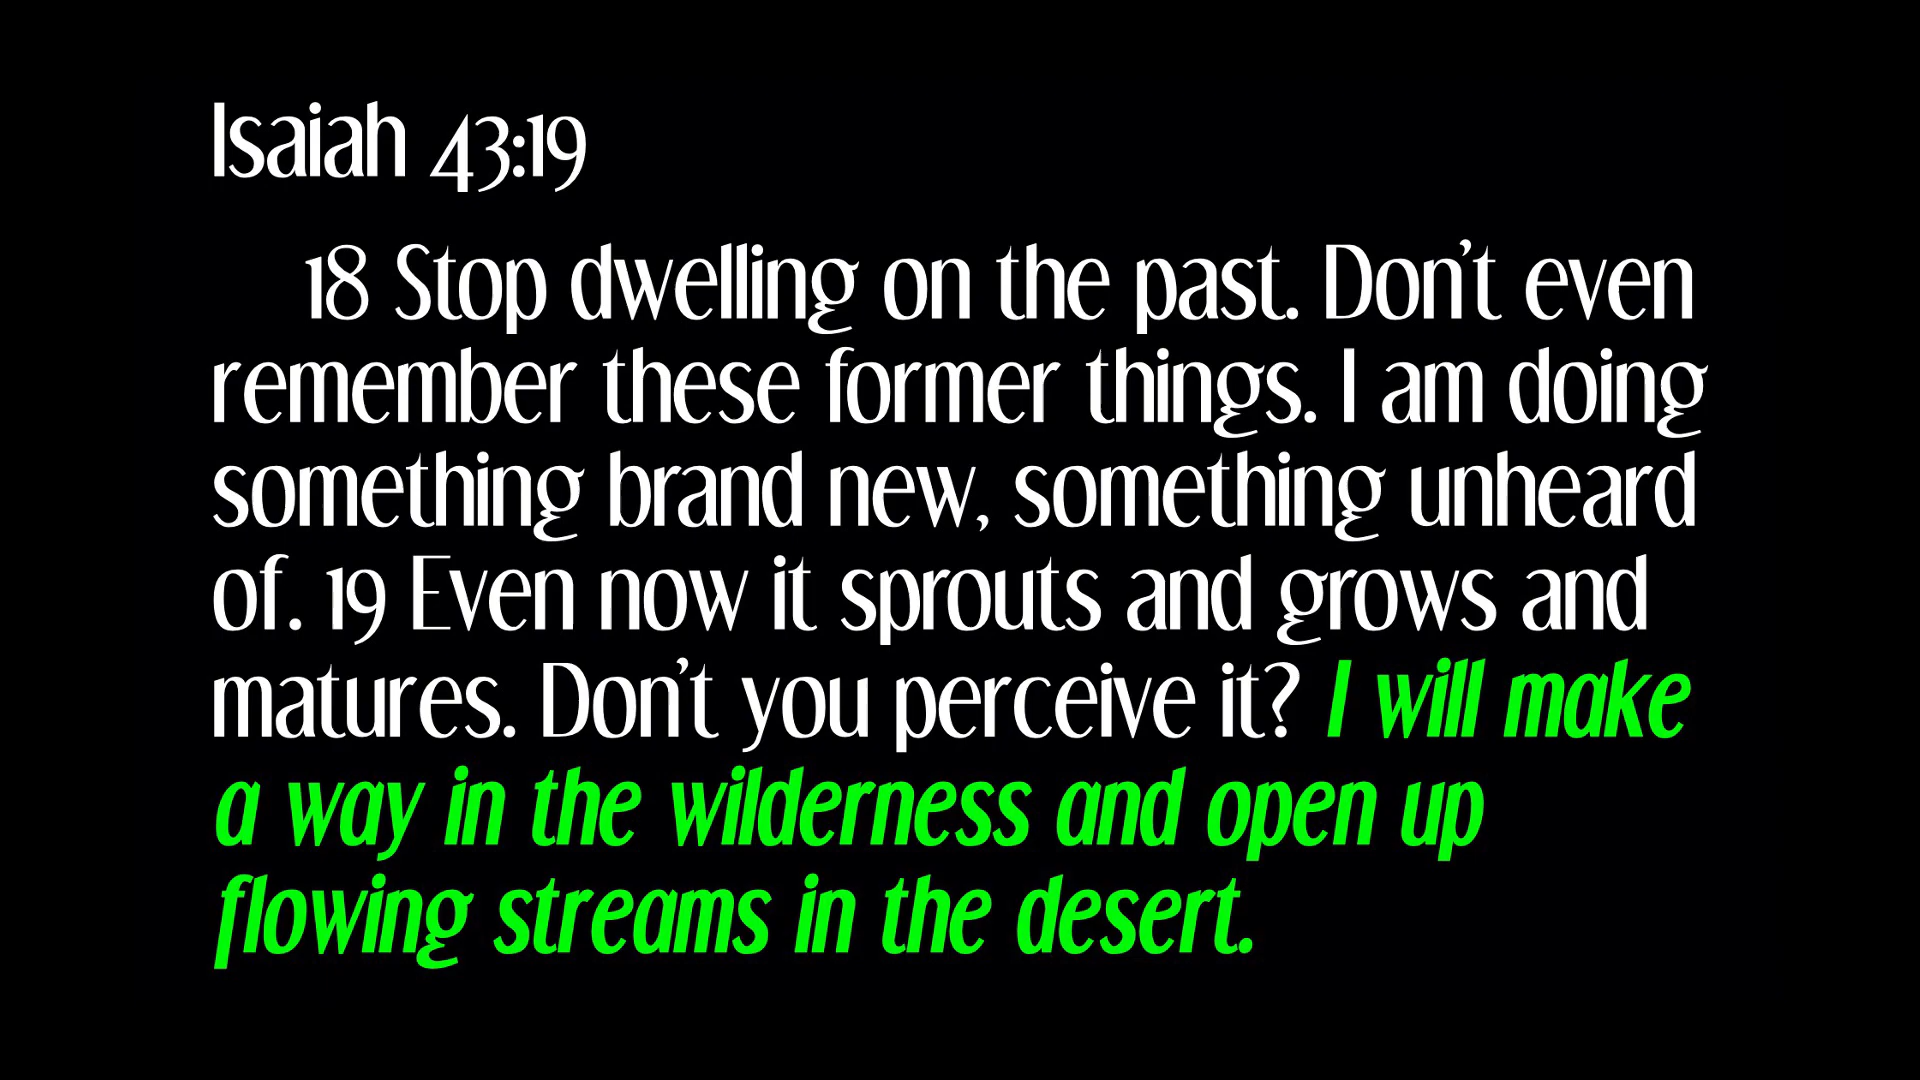 Isaiah 43:19
18 Stop dwelling on the past. Don’t even
remember these former things. I am doing
something brand new, something unheard
of. 19 Even now it sprouts and grows and
matures. Don’t you perceive it? I will make
a way in the wilderness and open up
flowing streams in the desert.